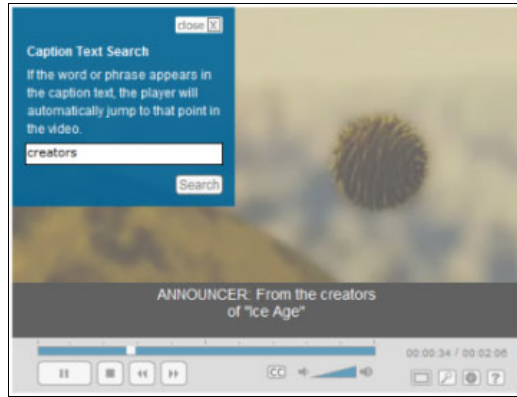 close X
Caption Text Search
If the word or phrase appears in
the caption text, the player will
automatically jump to that point in
the video.
creators
Search
ANNOUNCER: From the creators
of "Ice Age"
00:00:34 / 00:02:06
CC
?